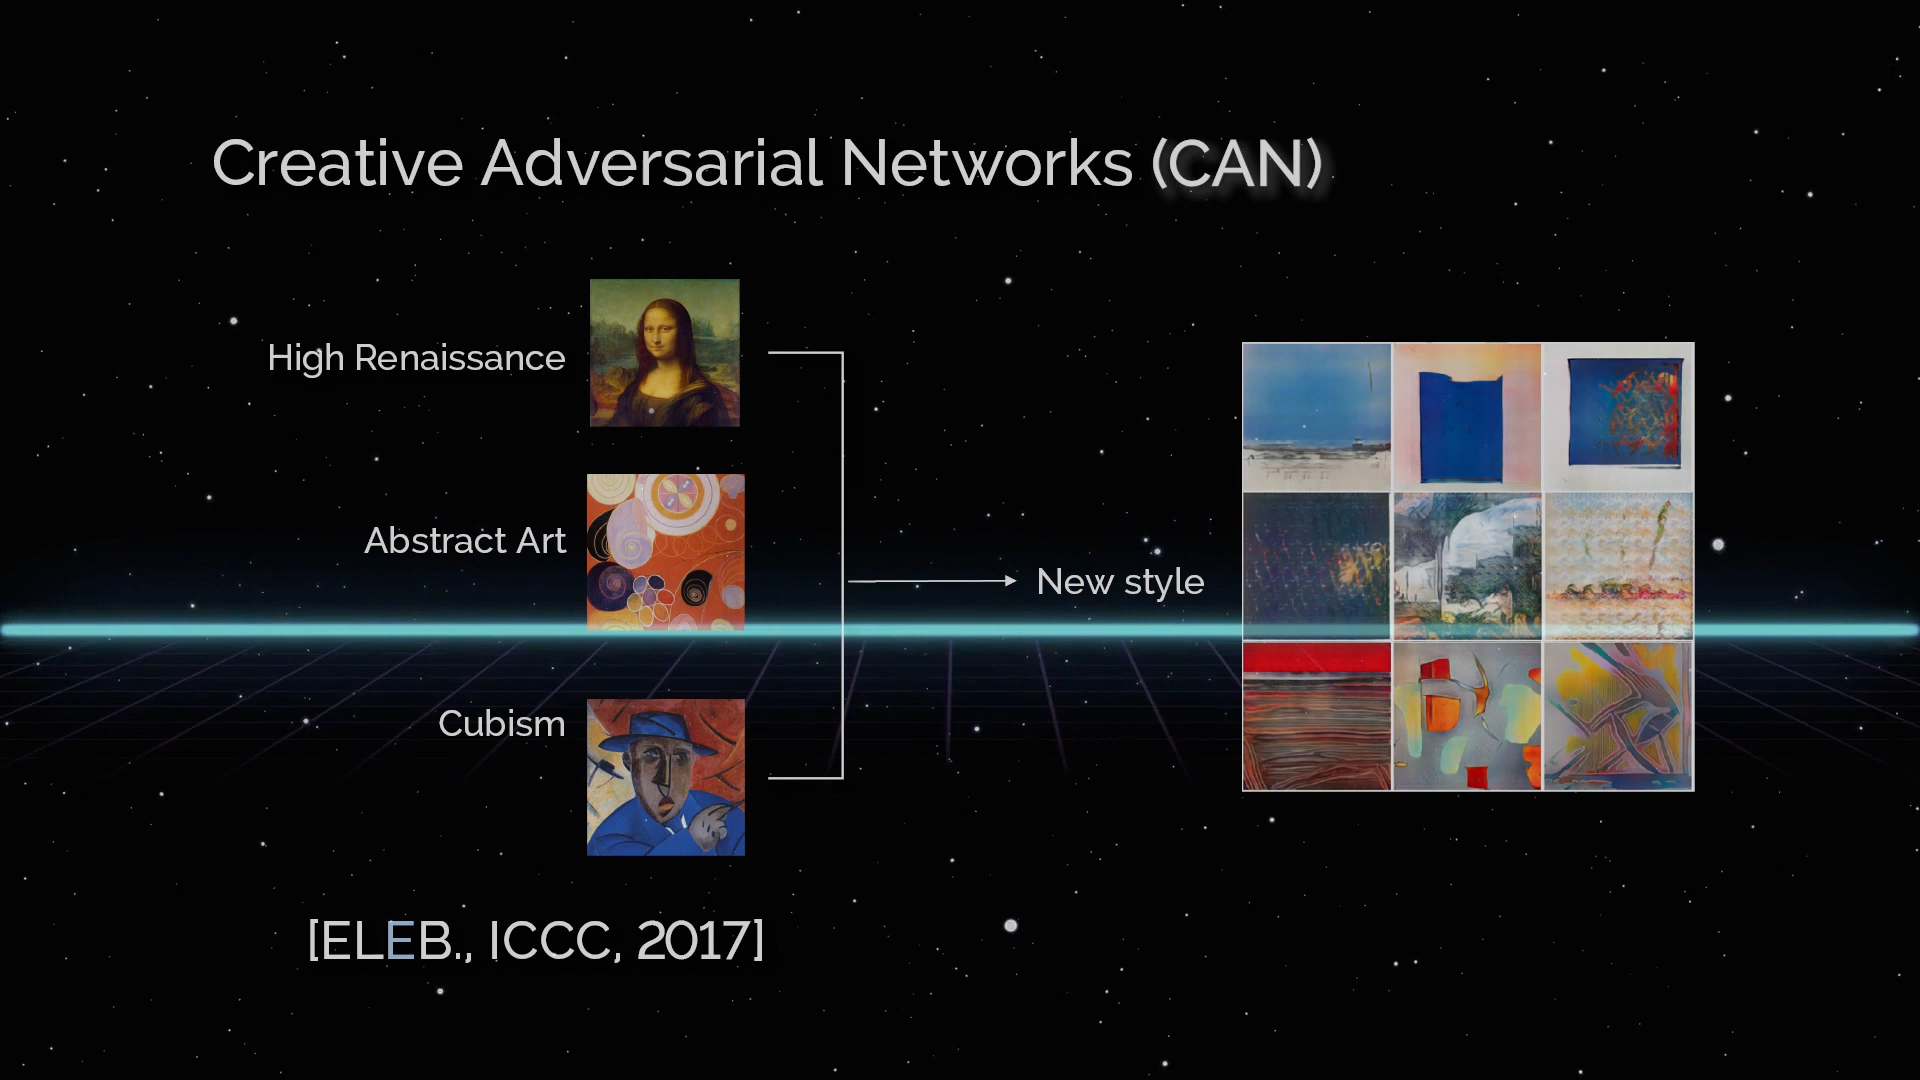 Creative Adversarial Networks (CAN)
High Renaissance
Abstract Art
New style
Cubism
[ELEB., ICCC, 2017]